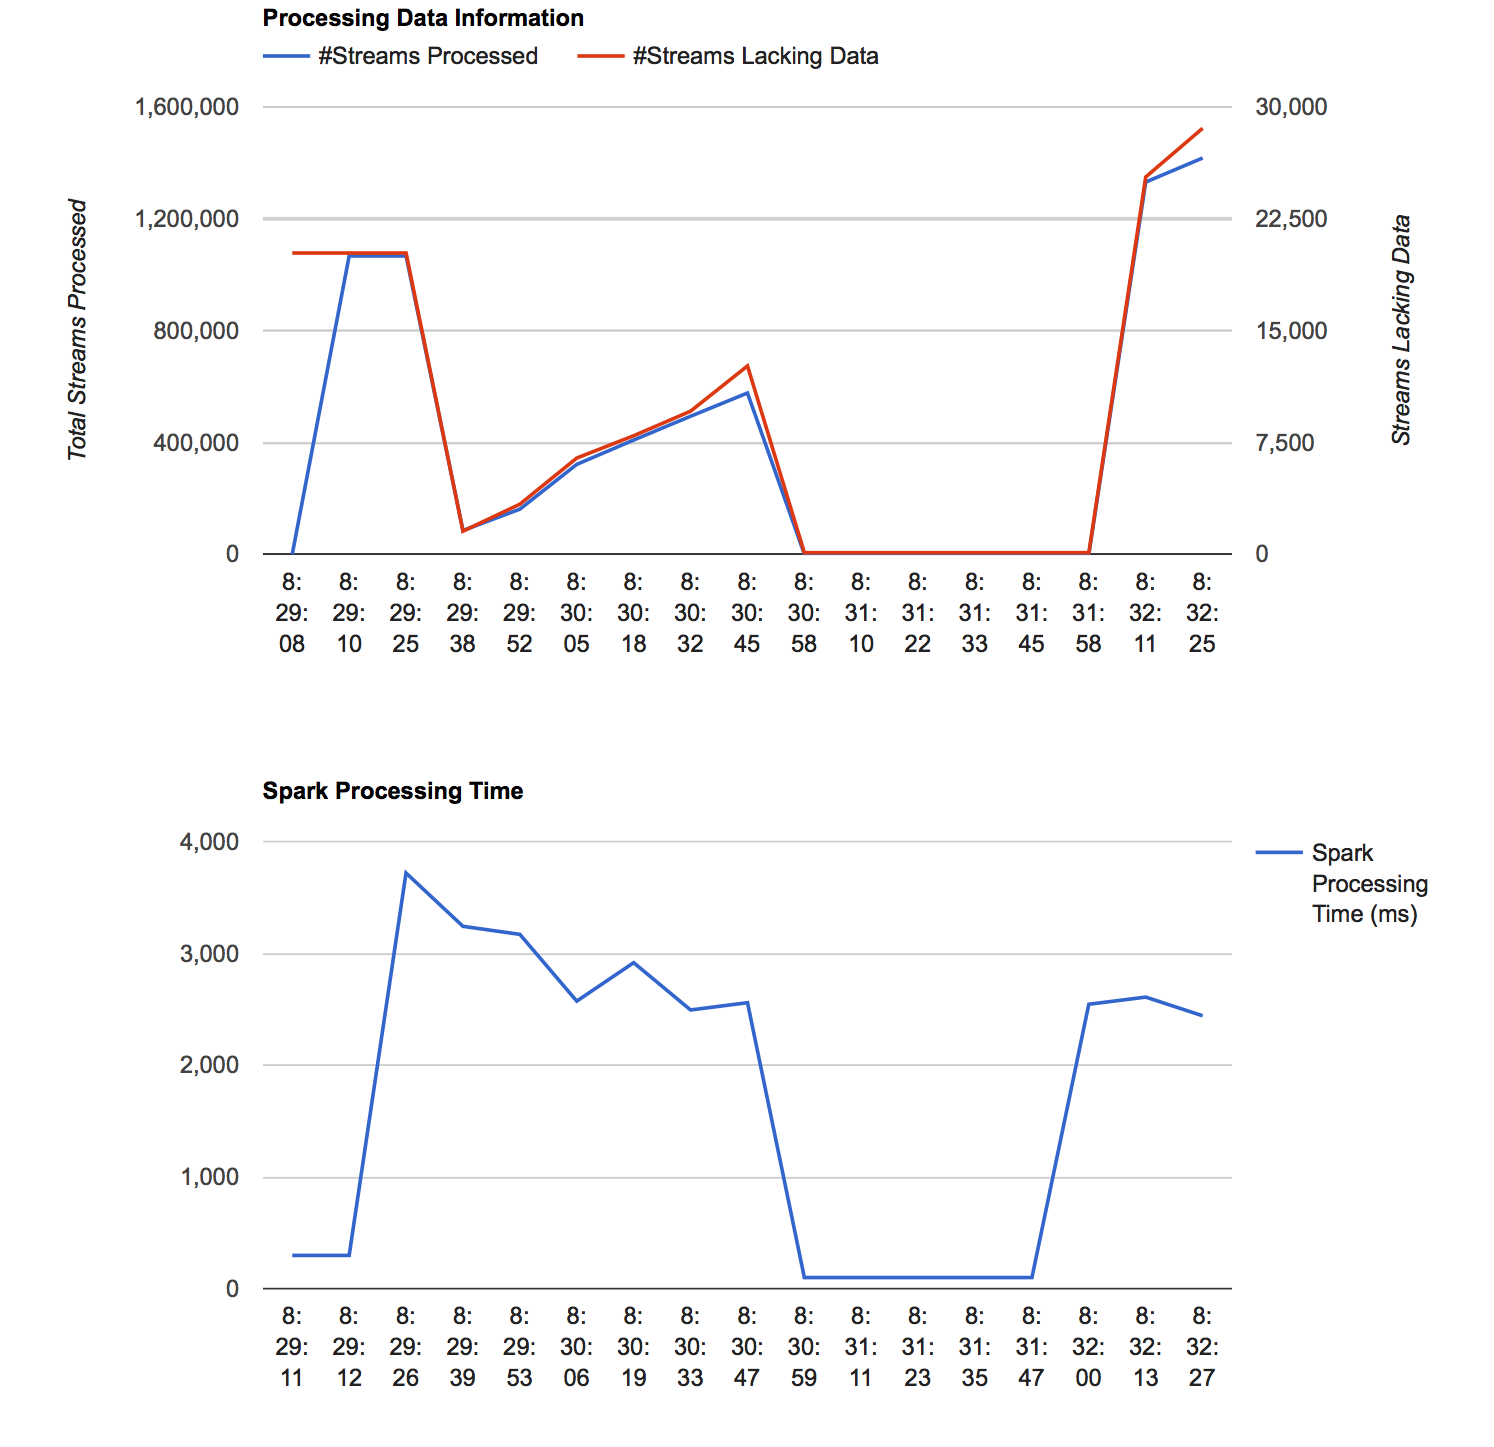 Processing Data Information
#Streams Processed #Streams Lacking Data
1,600,000
1,200,000
800,000
400,000
0
Total Streams Processed
30,000
22,500
15,000
7,500
0
Streams Lacking Data
8: 8: 8: 8: 8: 8: 8: 8: 8: 8: 8: 8: 8: 8: 8: 8: 8:
29: 29: 29: 29: 29: 30: 30: 30: 30: 30: 31: 31: 31: 31: 31: 32: 32:
08 10 25 38 52 05 18 32 45 58 10 22 33 45 58 11 25
Spark Processing Time
4,000
3,000
2,000
1,000
0
Spark
Processing
Time (ms)
8: 8: 8: 8: 8: 8: 8: 8: 8: 8: 8: 8: 8: 8: 8: 8: 8:
29: 29: 29: 29: 29: 30: 30: 30: 30: 30: 31: 31: 31: 31: 32: 32: 32:
11 12 26 39 53 06 19 33 47 59 11 23 35 47 00 13 27